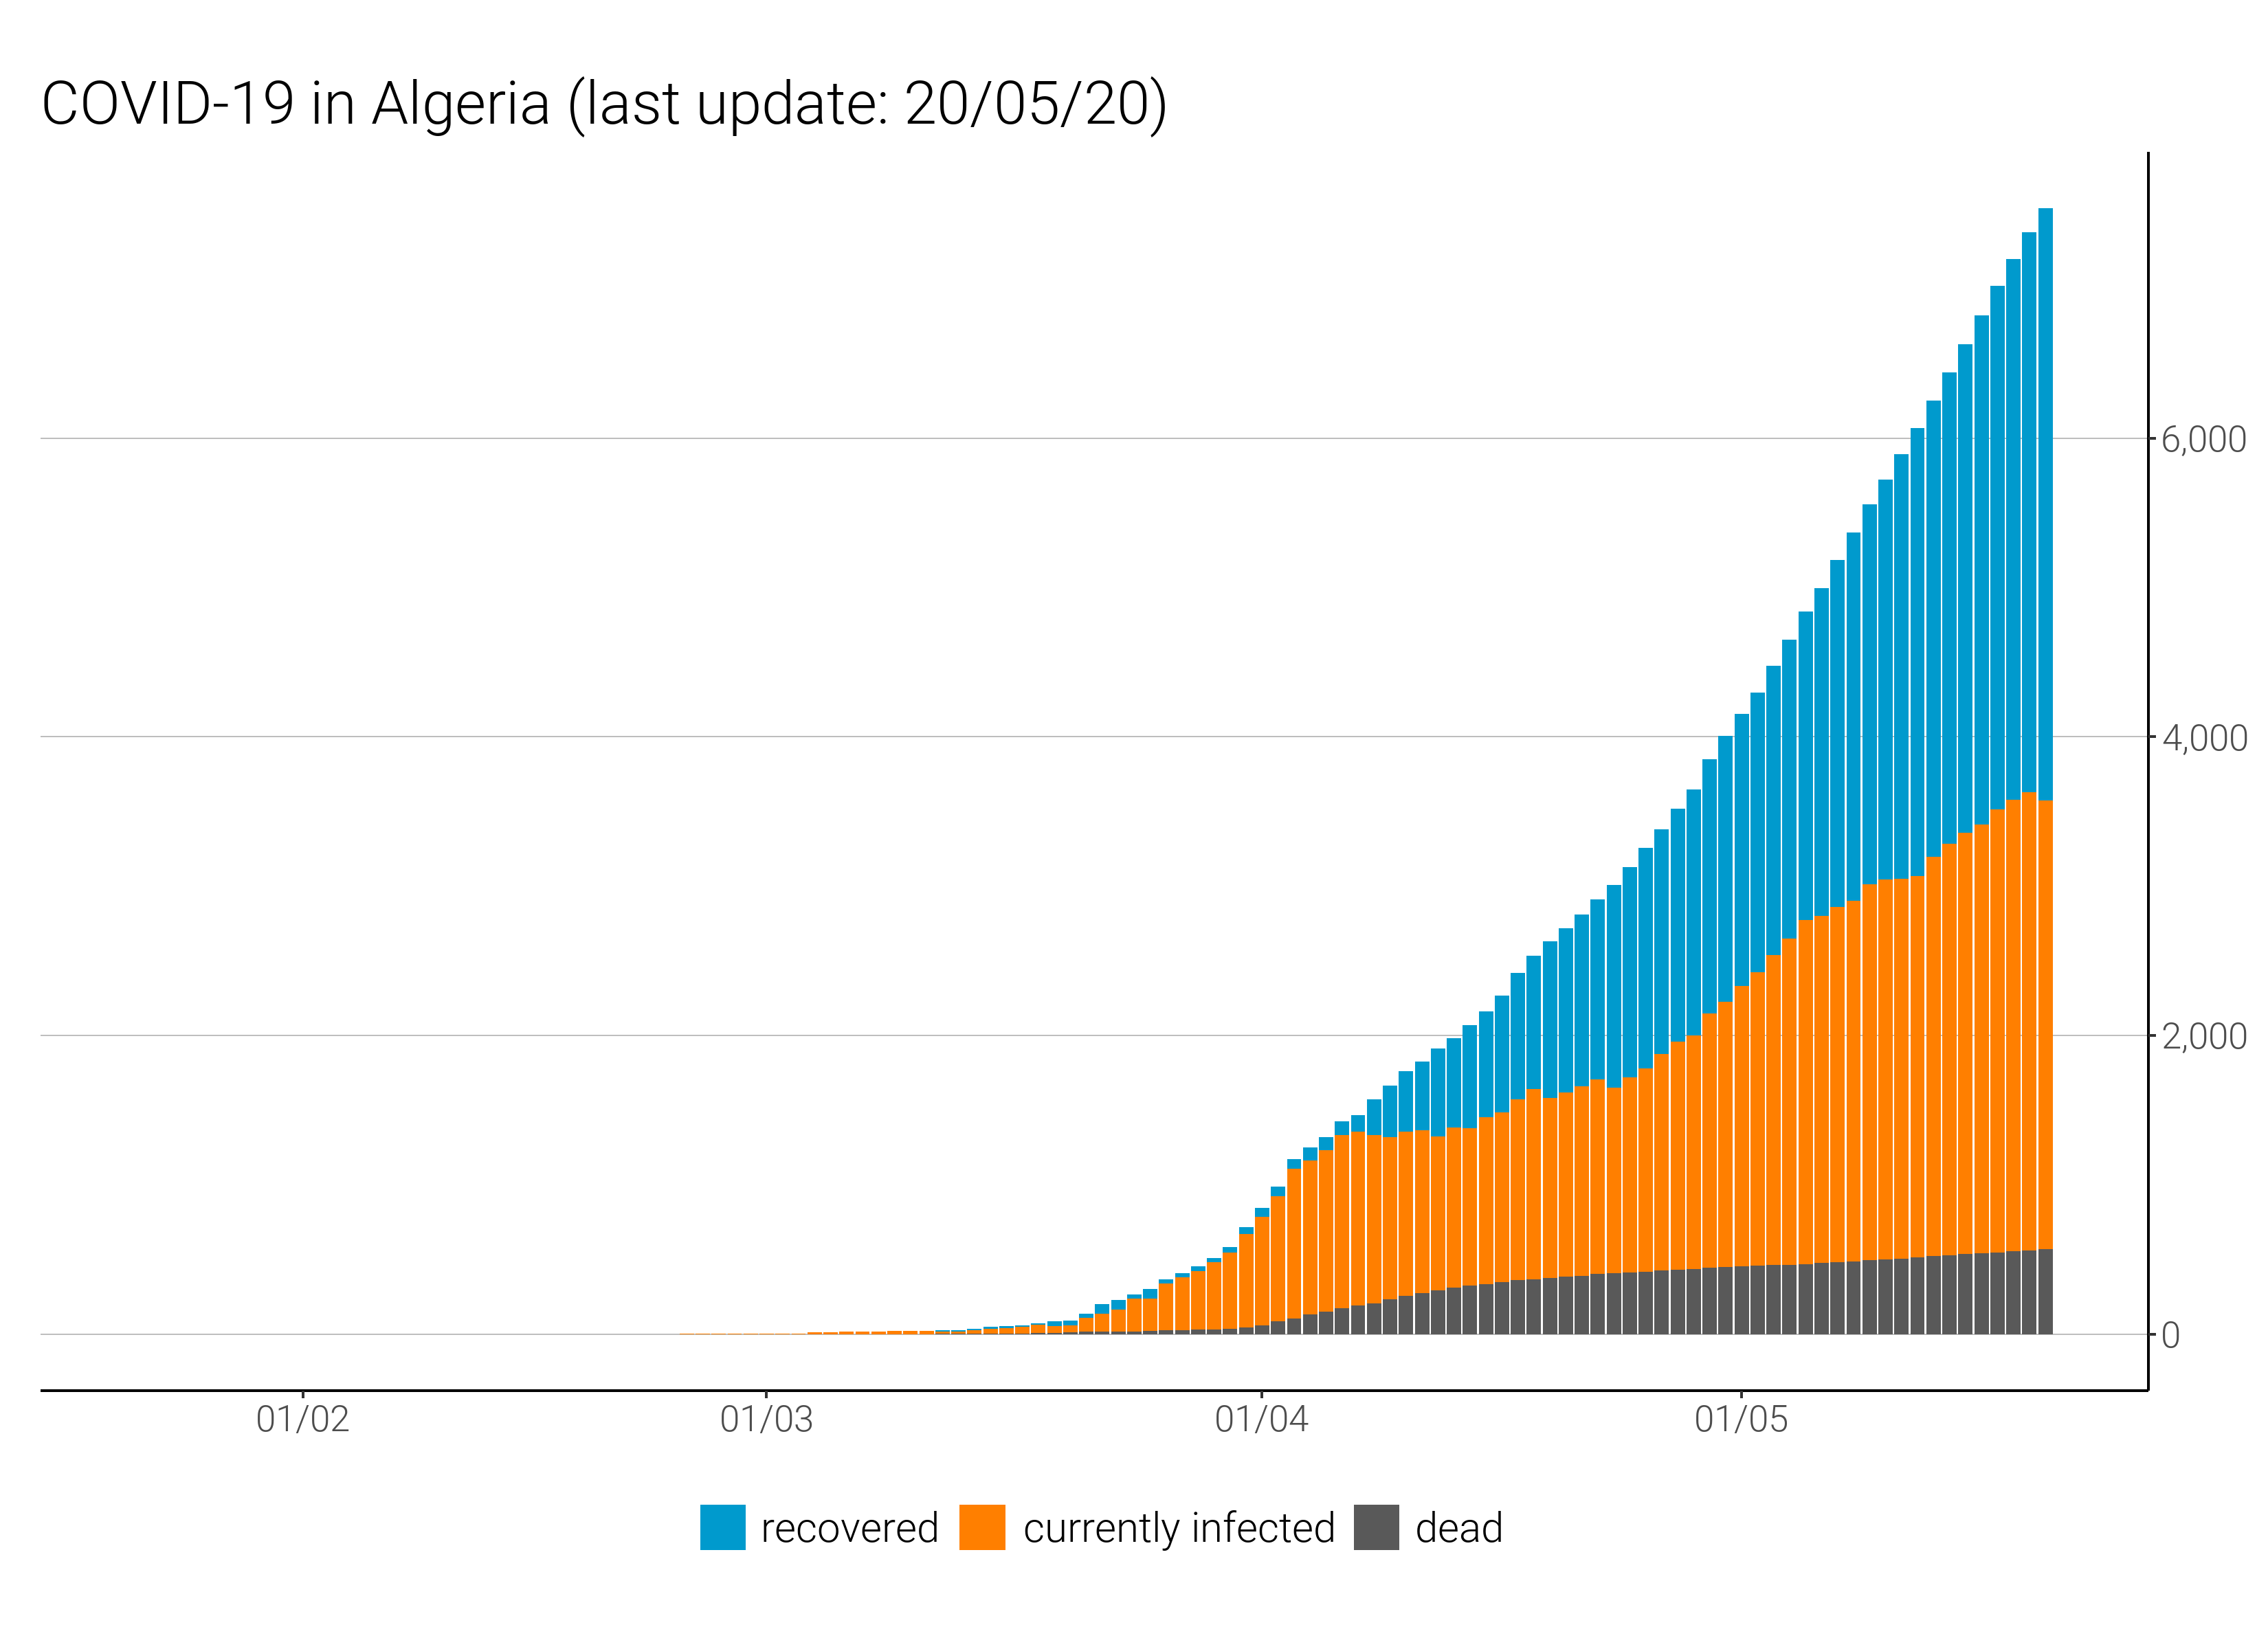 COVID-19 in Algeria (last update: 20/05/20)
6,000
4,000
2,000
0
01/02 01/03 01/04 01/05
recovered currently infected dead